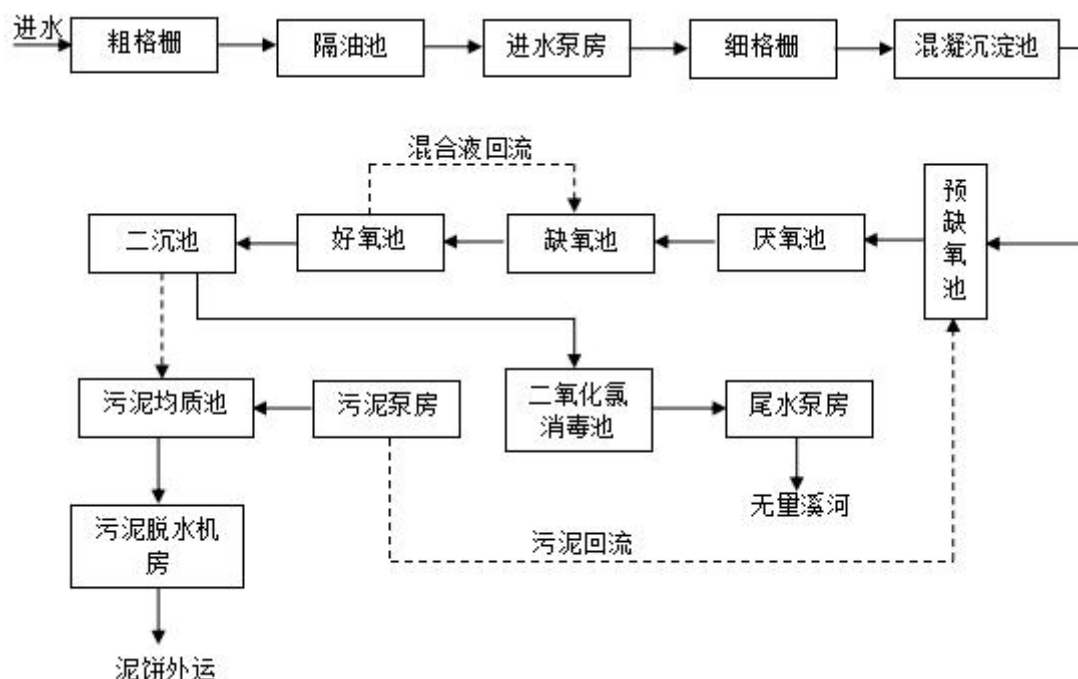 进水
粗格栅
隔油池
进水泵房
细格栅
混凝沉淀池
混合液回流
二沉池
好氧池
缺氧池
厌氧池
预
缺
氧
池
污泥均质池
污泥泵房
二氧化氯
消毒池
尾水泵房
无量溪河
污泥脱水机
房
污泥回流
泥饼外运